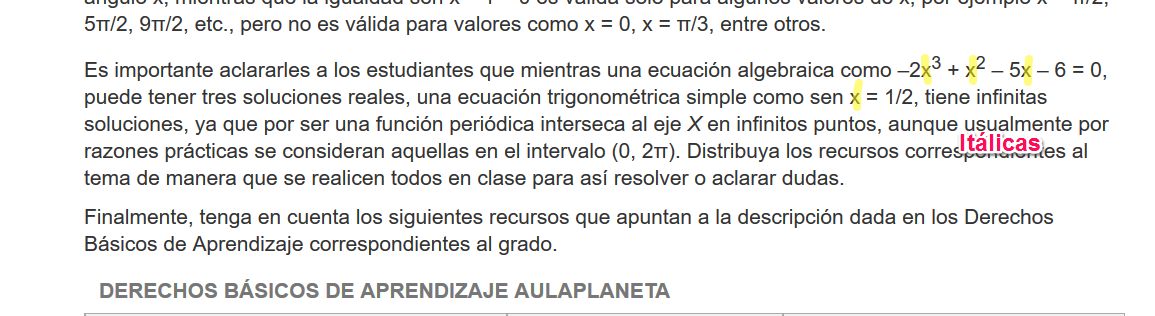 5π/2, 9π/2, etc., pero no es válida para valores como x = 0, x = π/3, entre otros.
Es importante aclararles a los estudiantes que mientras una ecuación algebraica como –2x³ + x² – 5x – 6 = 0,
puede tener tres soluciones reales, una ecuación trigonométrica simple como sen x = 1/2, tiene infinitas
soluciones, ya que por ser una función periódica interseca al eje X en infinitos puntos, aunque usualmente por
razones prácticas se consideran aquellas en el intervalo (0, 2π). Distribuya los recursos correspondientes al
Itálicas
tema de manera que se realicen todos en clase para así resolver o aclarar dudas.
Finalmente, tenga en cuenta los siguientes recursos que apuntan a la descripción dada en los Derechos
Básicos de Aprendizaje correspondientes al grado.
DERECHOS BÁSICOS DE APRENDIZAJE AULAPLANETA